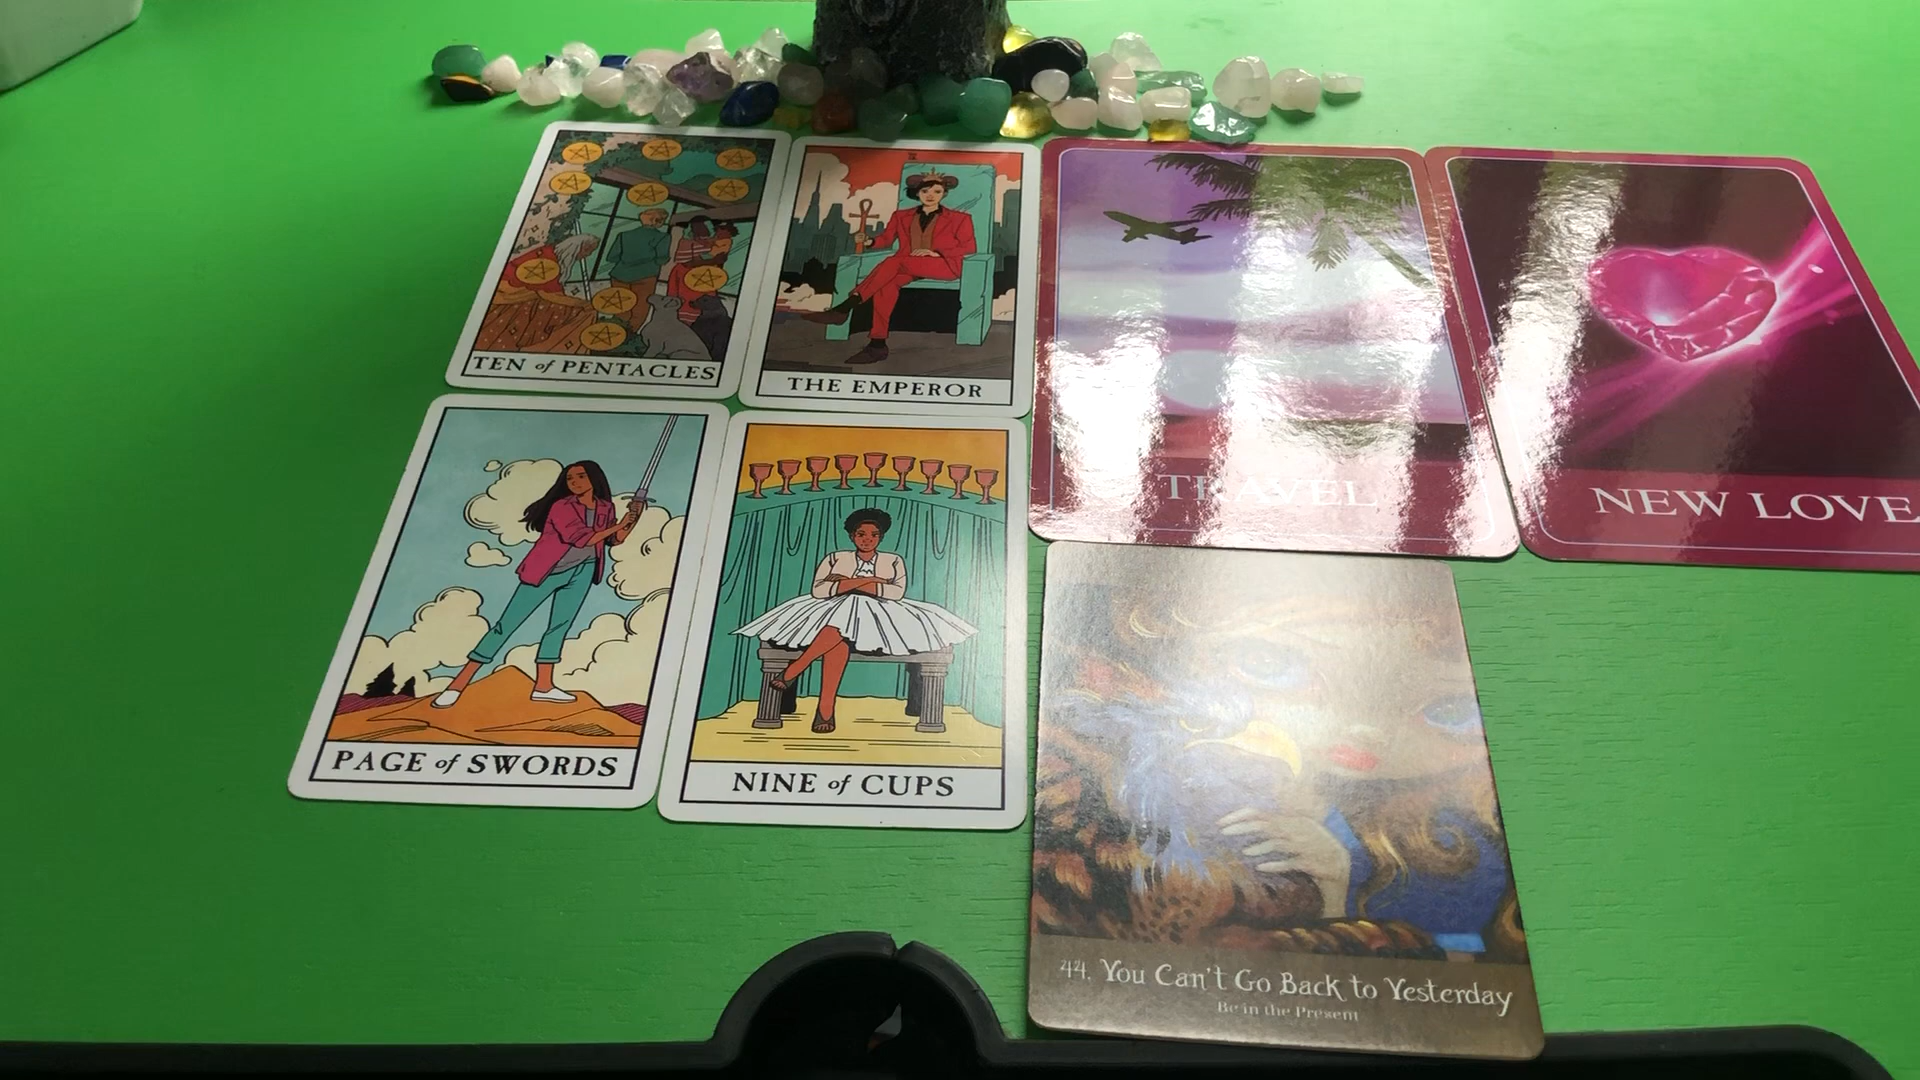 TEN of PENTACLES
THE EMPEROR
TRAVEL
NEW LOVE
PAGE of SWORDS
NINE of CUPS
44. You Can't Go Back to Yesterday
Be in the Present